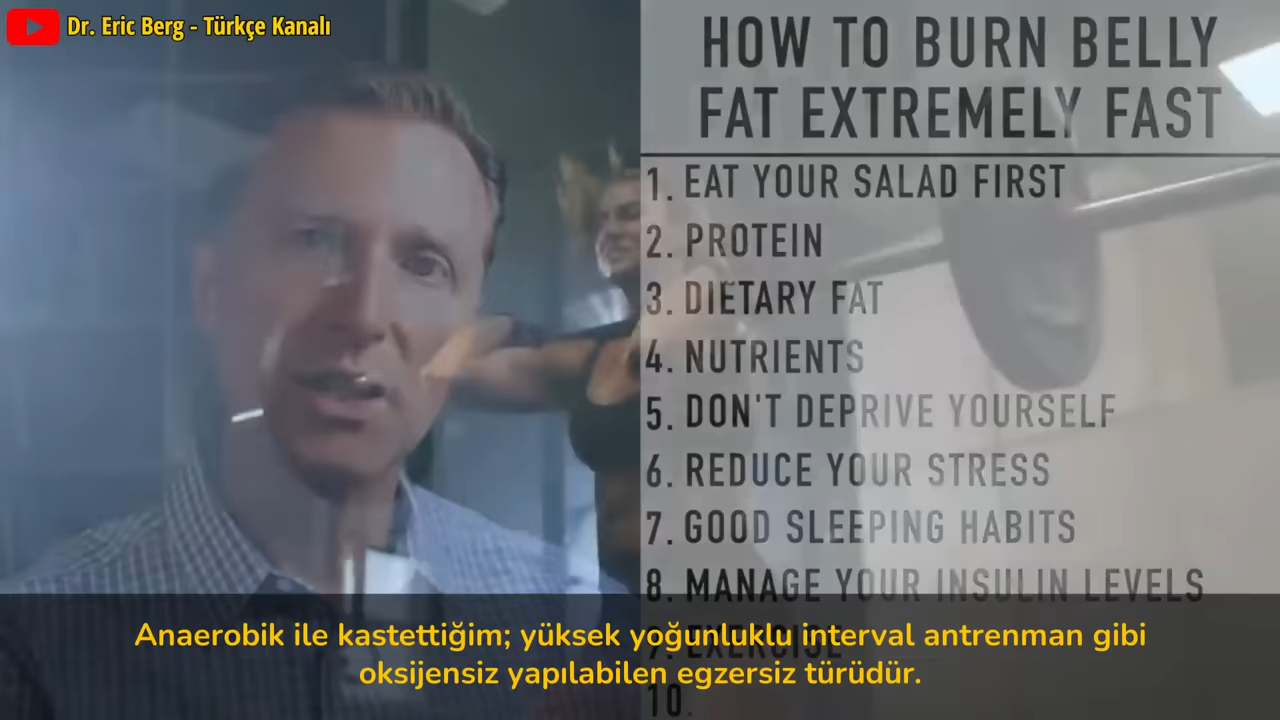 Dr. Eric Berg - Türkçe Kanalı
HOW TO BURN BELLY
FAT EXTREMELY FAST
1. EAT YOUR SALAD FIRST
2. PROTEIN
3. DIETARY FAT
4. NUTRIENTS
5. DON'T DEPRIVE YOURSELF
6. REDUCE YOUR STRESS
7. GOOD SLEEPING HABITS
8. MANAGE YOUR INSULIN LEVELS
9. EXERCISE
10.
Anaerobik ile kastettiğim; yüksek yoğunluklu interval antrenman gibi
oksijensiz yapılabilen egzersiz türüdür.